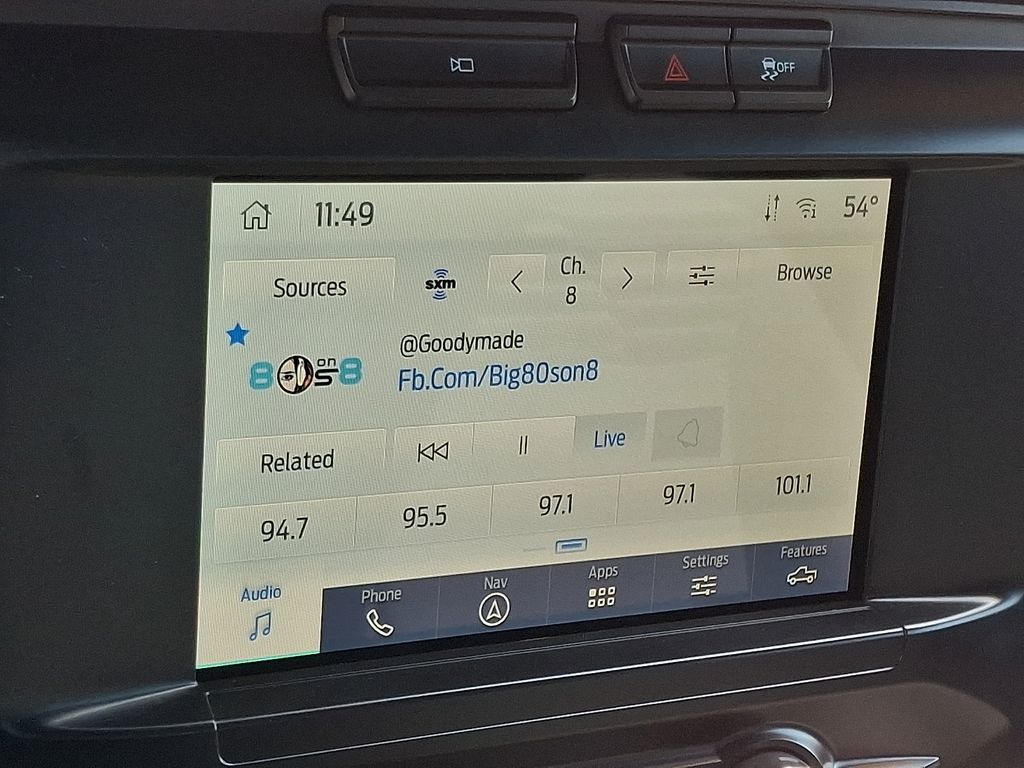 OFF
11:49
54°
Sources
sxm
Ch.
8
Browse
8 on 8
@Goodymade
Fb.Com/Big80son8
Related
Live
94.7
95.5
97.1
97.1
101.1
Audio
Phone
Nav
Apps
Settings
Features